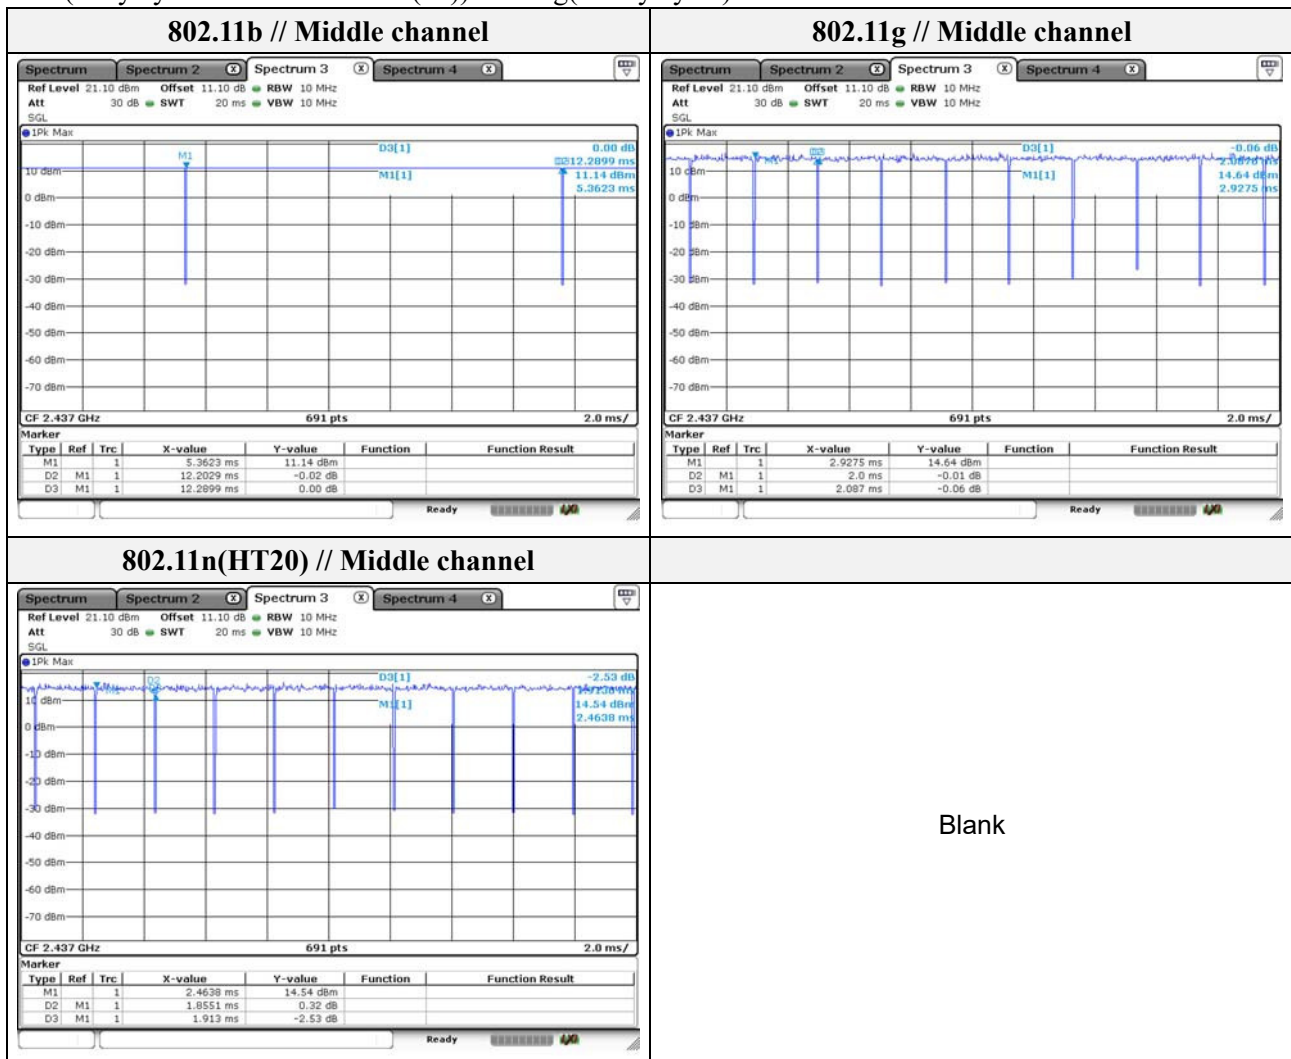 802.11b // Middle channel
802.11g // Middle channel
Spectrum Spectrum 2 Spectrum 3 Spectrum 4
Ref Level 21.10 dBm Offset 11.10 dB RBW 10 MHz
Att 30 dB SWT 20 ms VBW 10 MHz
SGL
1Pk Max
D3[1] 0.00 dB
12.2899 ms
M1[1] 11.14 dBm
5.3623 ms
M1
10 dBm
0 dBm
-10 dBm
-20 dBm
-30 dBm
-40 dBm
-50 dBm
-60 dBm
-70 dBm
CF 2.437 GHz 691 pts 2.0 ms/
Marker
Type Ref Trc X-value Y-value Function Function Result
M1 1 5.3623 ms 11.14 dBm
D2 M1 1 12.2029 ms -0.02 dB
D3 M1 1 12.2899 ms 0.00 dB
Ready
Spectrum Spectrum 2 Spectrum 3 Spectrum 4
Ref Level 21.10 dBm Offset 11.10 dB RBW 10 MHz
Att 30 dB SWT 20 ms VBW 10 MHz
SGL
1Pk Max
D3[1] -0.06 dB
M1[1] 14.64 dBm
2.9275 ms
10 dBm
0 dBm
-10 dBm
-20 dBm
-30 dBm
-40 dBm
-50 dBm
-60 dBm
-70 dBm
CF 2.437 GHz 691 pts 2.0 ms/
Marker
Type Ref Trc X-value Y-value Function Function Result
M1 1 2.9275 ms 14.64 dBm
D2 M1 1 2.0 ms -0.01 dB
D3 M1 1 2.087 ms -0.06 dB
Ready
802.11n(HT20) // Middle channel
Spectrum Spectrum 2 Spectrum 3 Spectrum 4
Ref Level 21.10 dBm Offset 11.10 dB RBW 10 MHz
Att 30 dB SWT 20 ms VBW 10 MHz
SGL
1Pk Max
D3[1] -2.53 dB
D2
M1[1] 14.54 dBm
2.4638 ms
10 dBm
0 dBm
-10 dBm
-20 dBm
-30 dBm
-40 dBm
-50 dBm
-60 dBm
-70 dBm
CF 2.437 GHz 691 pts 2.0 ms/
Marker
Type Ref Trc X-value Y-value Function Function Result
M1 1 2.4638 ms 14.54 dBm
D2 M1 1 1.8551 ms 0.32 dB
D3 M1 1 1.913 ms -2.53 dB
Ready
Blank